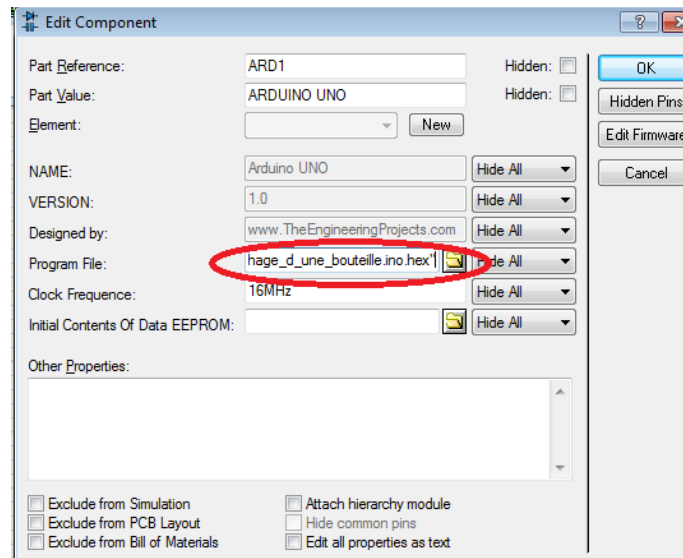 Edit Component
Part Reference: ARD1 Hidden: OK
Part Value: ARDUINO UNO Hidden: Hidden Pins
Element: New Edit Firmware
NAME: Arduino UNO Hide All Cancel
VERSION: 1.0 Hide All
Designed by: www.TheEngineeringProjects.com Hide All
Program File: hage_d_une_bouteille.ino.hex" Hide All
Clock Frequence: 16MHz Hide All
Initial Contents Of Data EEPROM: Hide All
Other Properties:
Exclude from Simulation Attach hierarchy module
Exclude from PCB Layout Hide common pins
Exclude from Bill of Materials Edit all properties as text